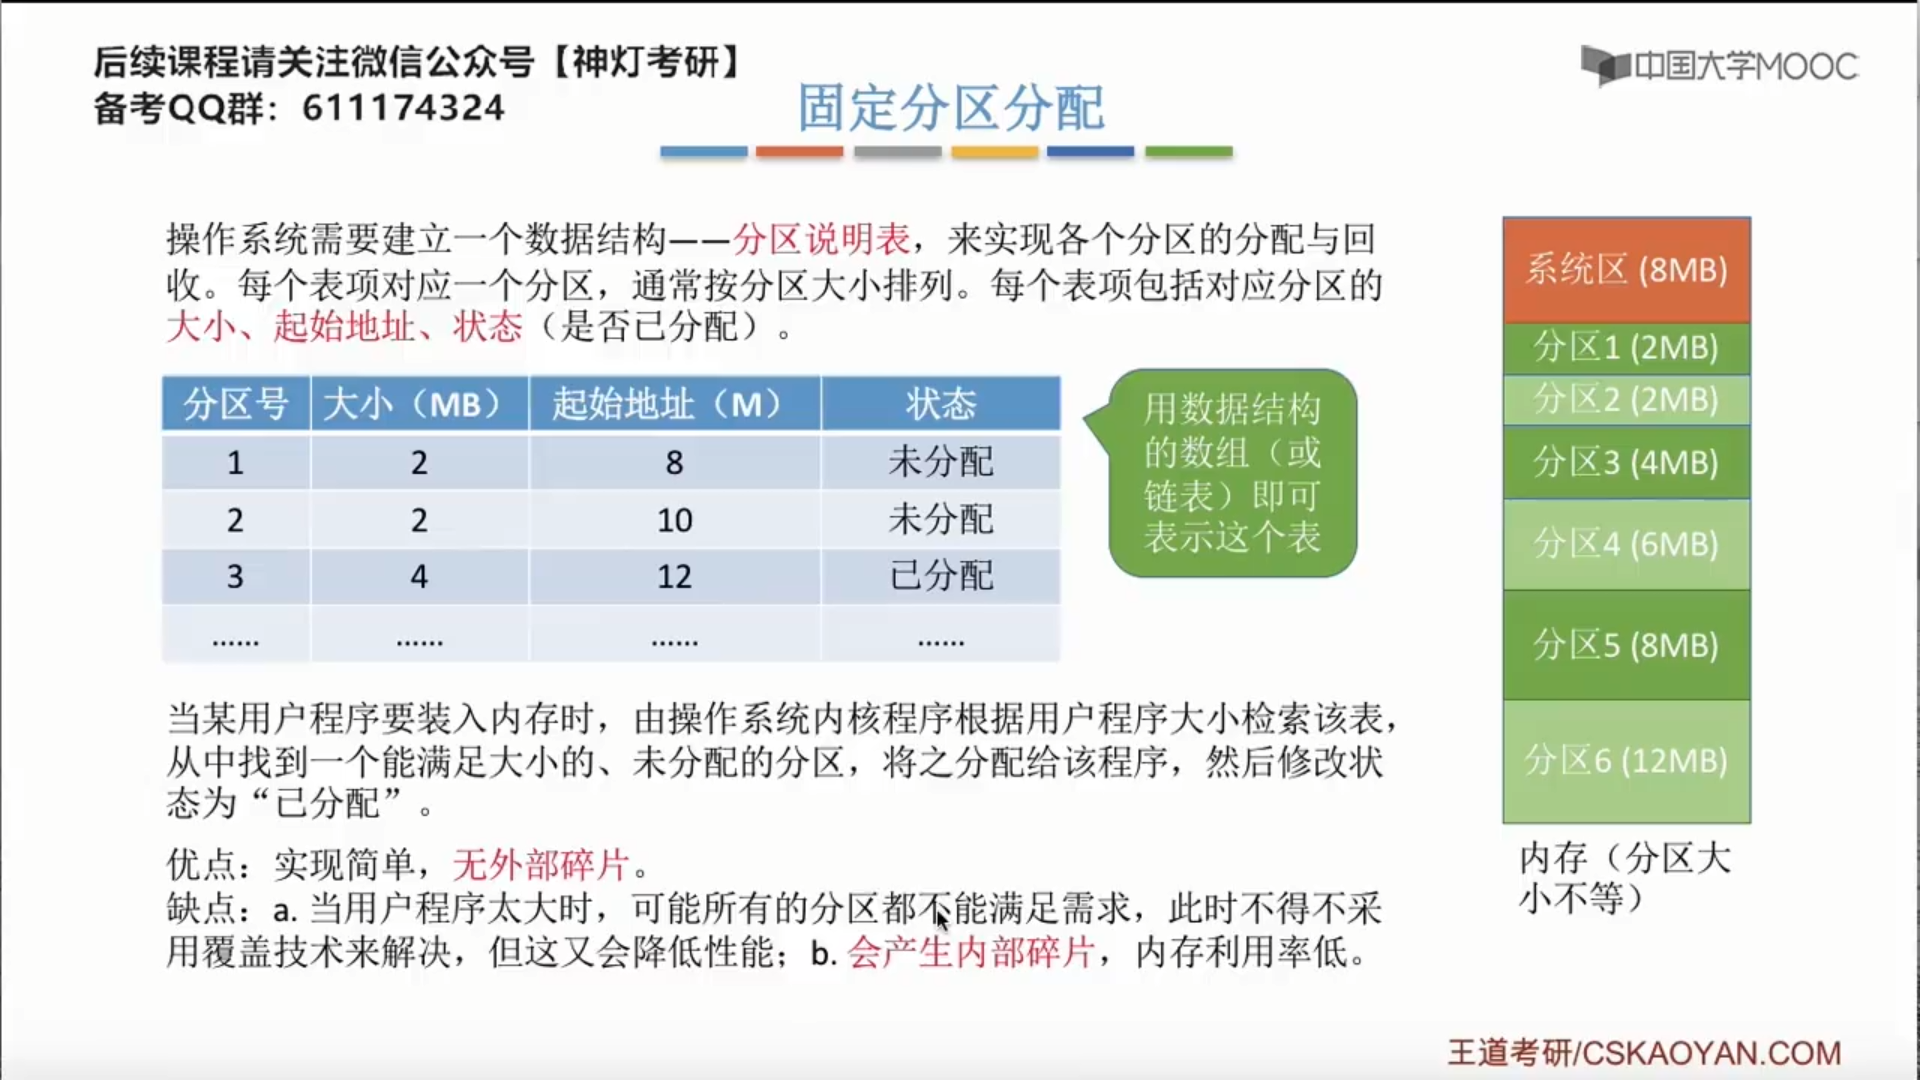 后续课程请关注微信公众号【神灯考研】
备考QQ群：611174324
中国大学MOOC
固定分区分配
操作系统需要建立一个数据结构——分区说明表，来实现各个分区的分配与回
收。每个表项对应一个分区，通常按分区大小排列。每个表项包括对应分区的
大小、起始地址、状态（是否已分配）。
分区号 大小（MB） 起始地址（M） 状态
1 2 8 未分配
2 2 10 未分配
3 4 12 已分配
…… …… …… ……
用数据结构
的数组（或
链表）即可
表示这个表
当某用户程序要装入内存时，由操作系统内核程序根据用户程序大小检索该表，
从中找到一个能满足大小的、未分配的分区，将之分配给该程序，然后修改状
态为“已分配”。
优点：实现简单，无外部碎片。
缺点：a. 当用户程序太大时，可能所有的分区都不能满足需求，此时不得不采
用覆盖技术来解决，但这又会降低性能；b. 会产生内部碎片，内存利用率低。
系统区 (8MB)
分区1 (2MB)
分区2 (2MB)
分区3 (4MB)
分区4 (6MB)
分区5 (8MB)
分区6 (12MB)
内存（分区大
小不等）
王道考研/CSKAOYAN.COM